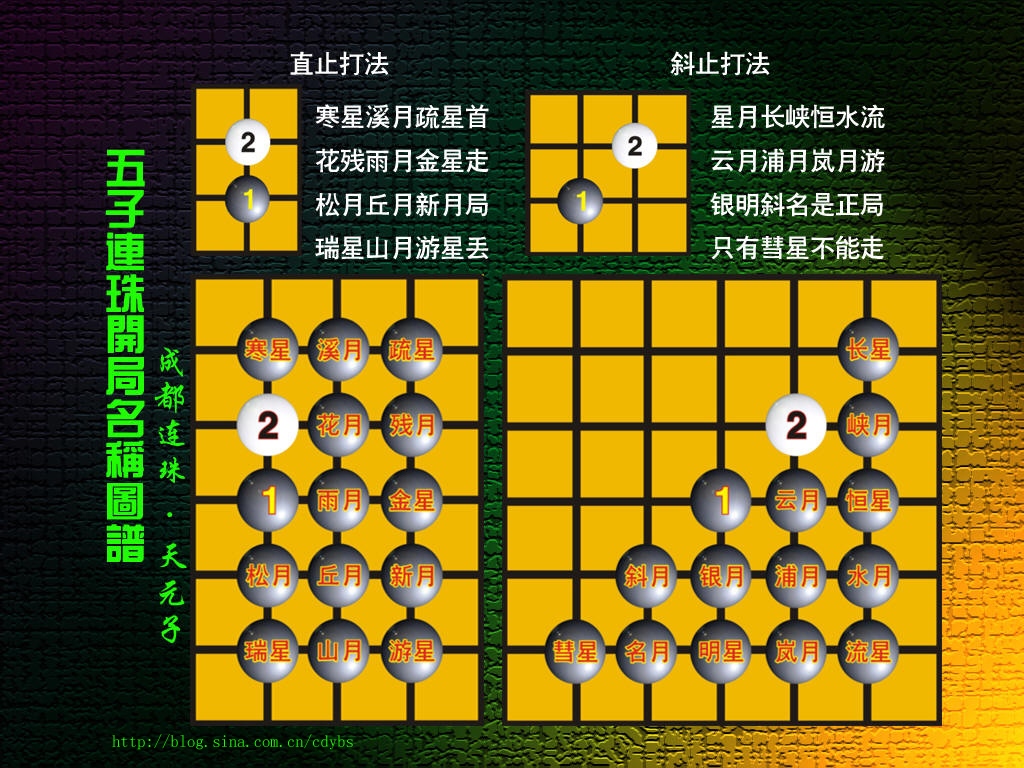 直止打法
斜止打法
2
1
寒星溪月疏星首
花残雨月金星走
松月丘月新月局
瑞星山月游星丢
2
1
星月长峡恒水流
云月浦月岚月游
银明斜名是正局
只有彗星不能走
五子連珠開局名稱圖譜
成都连珠·天元子
寒星 溪月 疏星
2 花月 残月
1 雨月 金星
松月 丘月 新月
瑞星 山月 游星
长星
2 峡月
1 云月 恒星
斜月 银月 浦月 水月
彗星 名月 明星 岚月 流星
http://blog.sina.com.cn/cdybs